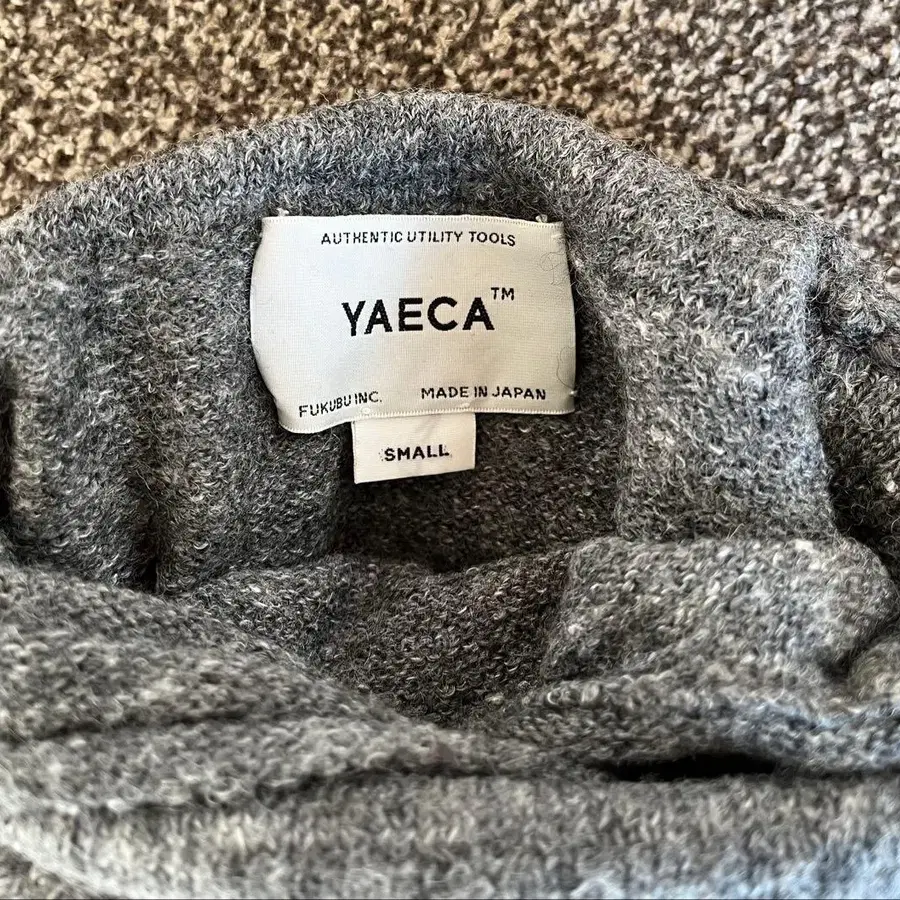 AUTHENTIC UTILITY TOOLS
YAECA™
FUKUBU INC. MADE IN JAPAN
SMALL